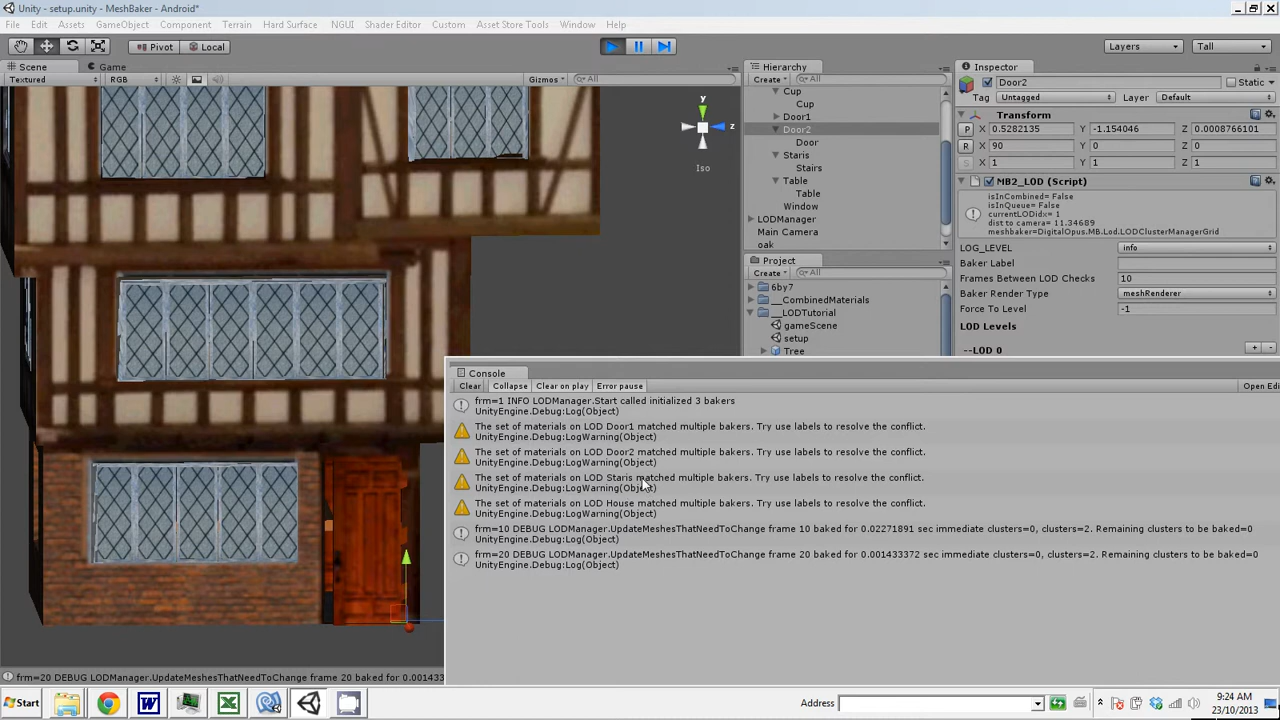 Unity - setup.unity - MeshBaker - Android*
File Edit Assets GameObject Component Terrain Hard Surface NGUI Shader Editor Custom Asset Store Tools Window Help
Pivot Local Layers Tall
Scene Game
Textured RGB Gizmos All
y
z
Iso
Hierarchy
Create All
Cup
Cup
Door1
Door2
Door
Staris
Stairs
Table
Table
Window
LODManager
Main Camera
oak
Project
Create All
6by7
__CombinedMaterials
__LODTutorial
gameScene
setup
Tree
Inspector
Door2 Static
Tag Untagged Layer Default
Transform
P X 0.5282135 Y -1.154046 Z 0.0008766101
R X 90 Y 0 Z 0
S X 1 Y 1 Z 1
MB2_LOD (Script)
isInCombined= False
isInQueue= False
currentLODidx= 1
dist to camera= 11.34689
meshbaker=DigitalOpus.MB.Lod.LODClusterManagerGrid
LOG_LEVEL info
Baker Label
Frames Between LOD Checks 10
Baker Render Type meshRenderer
Force To Level -1
LOD Levels
--LOD 0 + -
Console
Clear Collapse Clear on play Error pause Open Edi
frm=1 INFO LODManager.Start called initialized 3 bakers
UnityEngine.Debug:Log(Object)
The set of materials on LOD Door1 matched multiple bakers. Try use labels to resolve the conflict.
UnityEngine.Debug:LogWarning(Object)
The set of materials on LOD Door2 matched multiple bakers. Try use labels to resolve the conflict.
UnityEngine.Debug:LogWarning(Object)
The set of materials on LOD Staris matched multiple bakers. Try use labels to resolve the conflict.
UnityEngine.Debug:LogWarning(Object)
The set of materials on LOD House matched multiple bakers. Try use labels to resolve the conflict.
UnityEngine.Debug:LogWarning(Object)
frm=10 DEBUG LODManager.UpdateMeshesThatNeedToChange frame 10 baked for 0.02271891 sec immediate clusters=0, clusters=2. Remaining clusters to be baked=0
UnityEngine.Debug:Log(Object)
frm=20 DEBUG LODManager.UpdateMeshesThatNeedToChange frame 20 baked for 0.001433372 sec immediate clusters=0, clusters=2. Remaining clusters to be baked=0
UnityEngine.Debug:Log(Object)
frm=20 DEBUG LODManager.UpdateMeshesThatNeedToChange frame 20 baked for 0.001433
Start Address 9:24 AM
23/10/2013